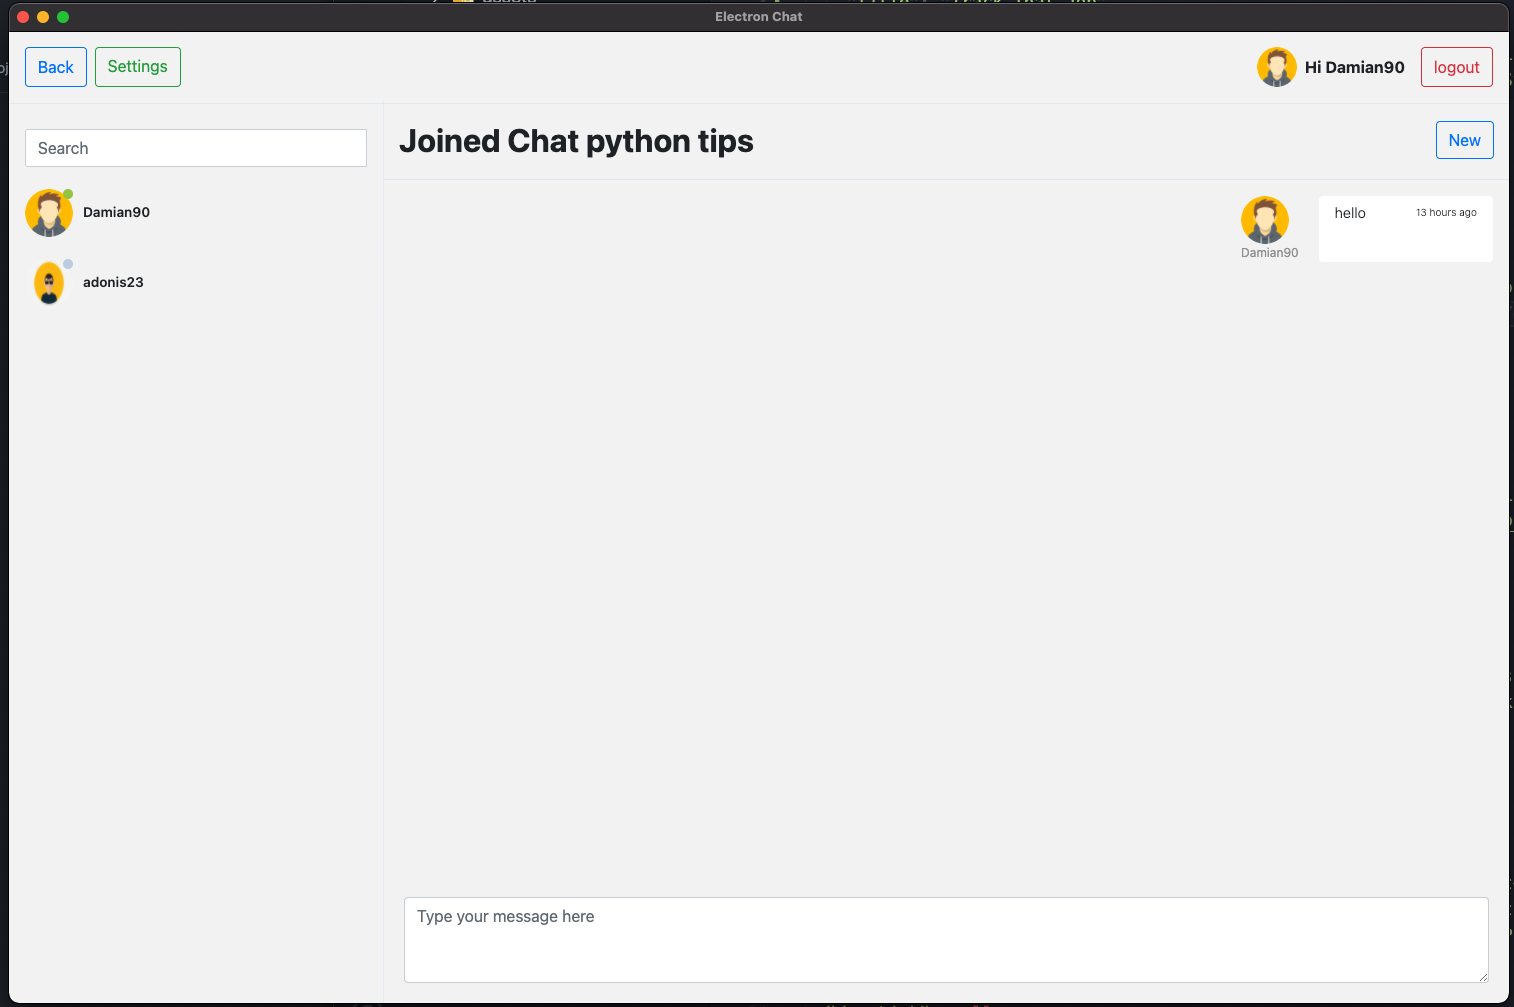 Electron Chat
Back
Settings
Hi Damian90
logout
Search
Damian90
adonis23
Joined Chat python tips
New
Damian90
hello
13 hours ago
Type your message here